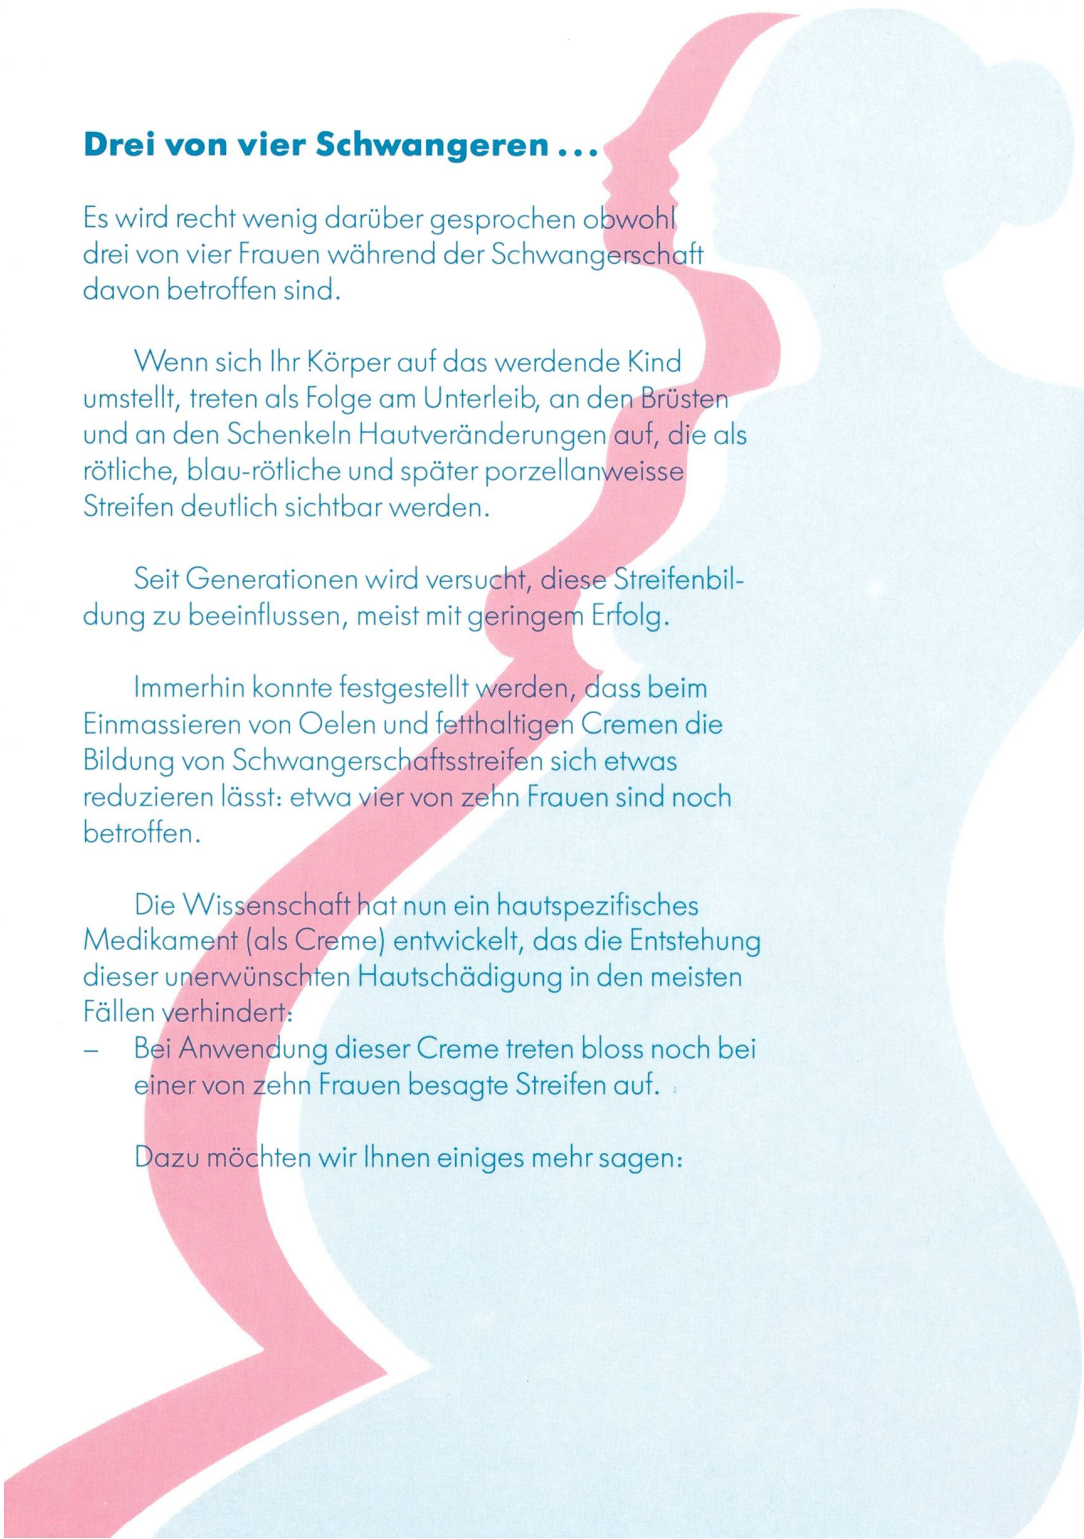 Drei von vier Schwangeren ...
Es wird recht wenig darüber gesprochen obwohl
drei von vier Frauen während der Schwangerschaft
davon betroffen sind.
Wenn sich Ihr Körper auf das werdende Kind
umstellt, treten als Folge am Unterleib, an den Brüsten
und an den Schenkeln Hautveränderungen auf, die als
rötliche, blau-rötliche und später porzellanweisse
Streifen deutlich sichtbar werden.
Seit Generationen wird versucht, diese Streifenbil-
dung zu beeinflussen, meist mit geringem Erfolg.
Immerhin konnte festgestellt werden, dass beim
Einmassieren von Oelen und fetthaltigen Cremen die
Bildung von Schwangerschaftsstreifen sich etwas
reduzieren lässt: etwa vier von zehn Frauen sind noch
betroffen.
Die Wissenschaft hat nun ein hautspezifisches
Medikament (als Creme) entwickelt, das die Entstehung
dieser unerwünschten Hautschädigung in den meisten
Fällen verhindert:
– Bei Anwendung dieser Creme treten bloss noch bei
einer von zehn Frauen besagte Streifen auf.
Dazu möchten wir Ihnen einiges mehr sagen: